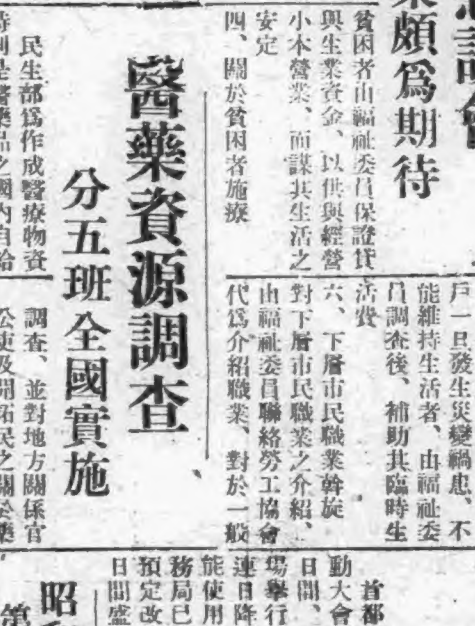 頗爲期待
貧困者由福祉委員保證貸
與生業資金、以供與經營
小本營業、而謀其生活之
安定
四、關於貧困者施療
戶一旦發生災變禍患、不
能維持生活者、由福祉委
員調查後、補助其臨時生
活費
六、下層市民職業斡旋
對下層市民職業之介紹、
由福祉委員聯絡勞工協會
代爲介紹職業、對於一般
醫藥資源調查
分五班全國實施
民生部爲作成醫療物資
調查、並對地方關係官
首都
動大會
日間、
場舉行
連日降
能使用
務局已
預定改
日間盛
昭
第